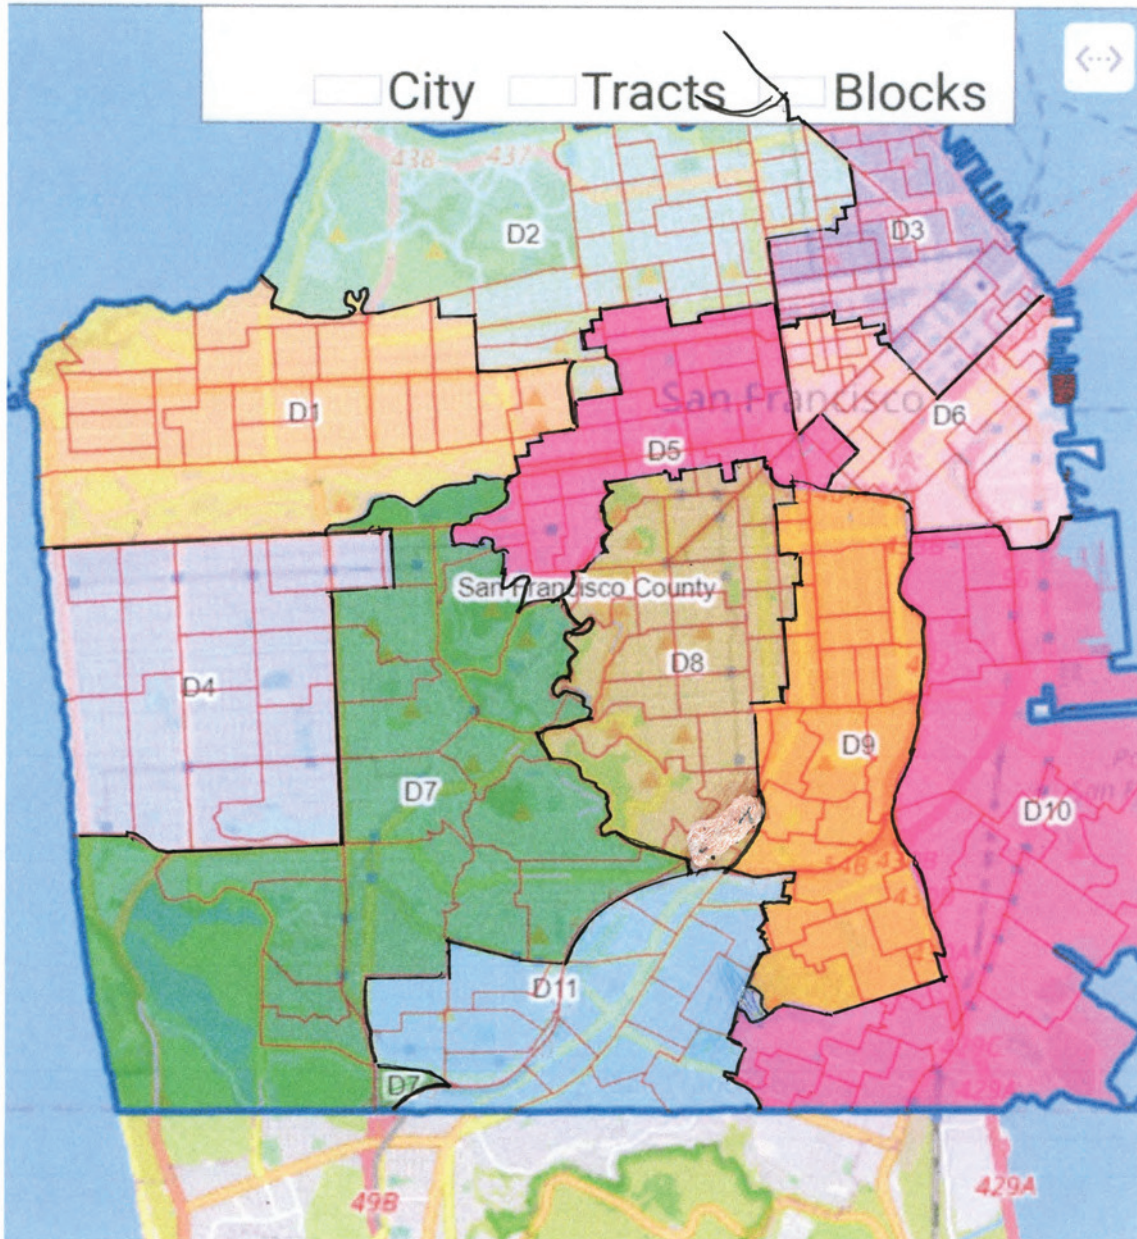 City Tracts Blocks
438 437
D2
D3
D1
San Francisco
D6
D5
San Francisco County
D8
D4
D9
D7
D10
D11
D7
429A
49B
429A